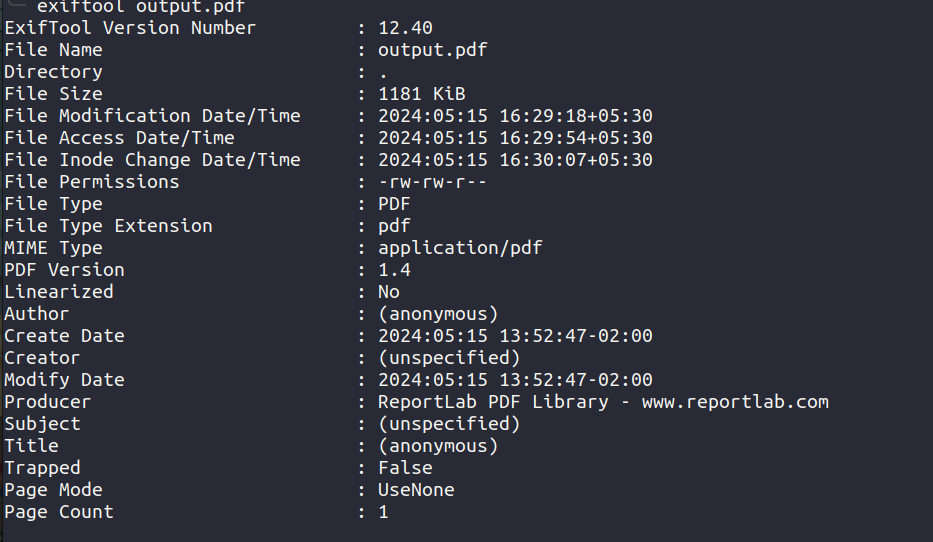 exiftool output.pdf
ExifTool Version Number : 12.40
File Name : output.pdf
Directory : .
File Size : 1181 KiB
File Modification Date/Time : 2024:05:15 16:29:18+05:30
File Access Date/Time : 2024:05:15 16:29:54+05:30
File Inode Change Date/Time : 2024:05:15 16:30:07+05:30
File Permissions : -rw-rw-r--
File Type : PDF
File Type Extension : pdf
MIME Type : application/pdf
PDF Version : 1.4
Linearized : No
Author : (anonymous)
Create Date : 2024:05:15 13:52:47-02:00
Creator : (unspecified)
Modify Date : 2024:05:15 13:52:47-02:00
Producer : ReportLab PDF Library - www.reportlab.com
Subject : (unspecified)
Title : (anonymous)
Trapped : False
Page Mode : UseNone
Page Count : 1